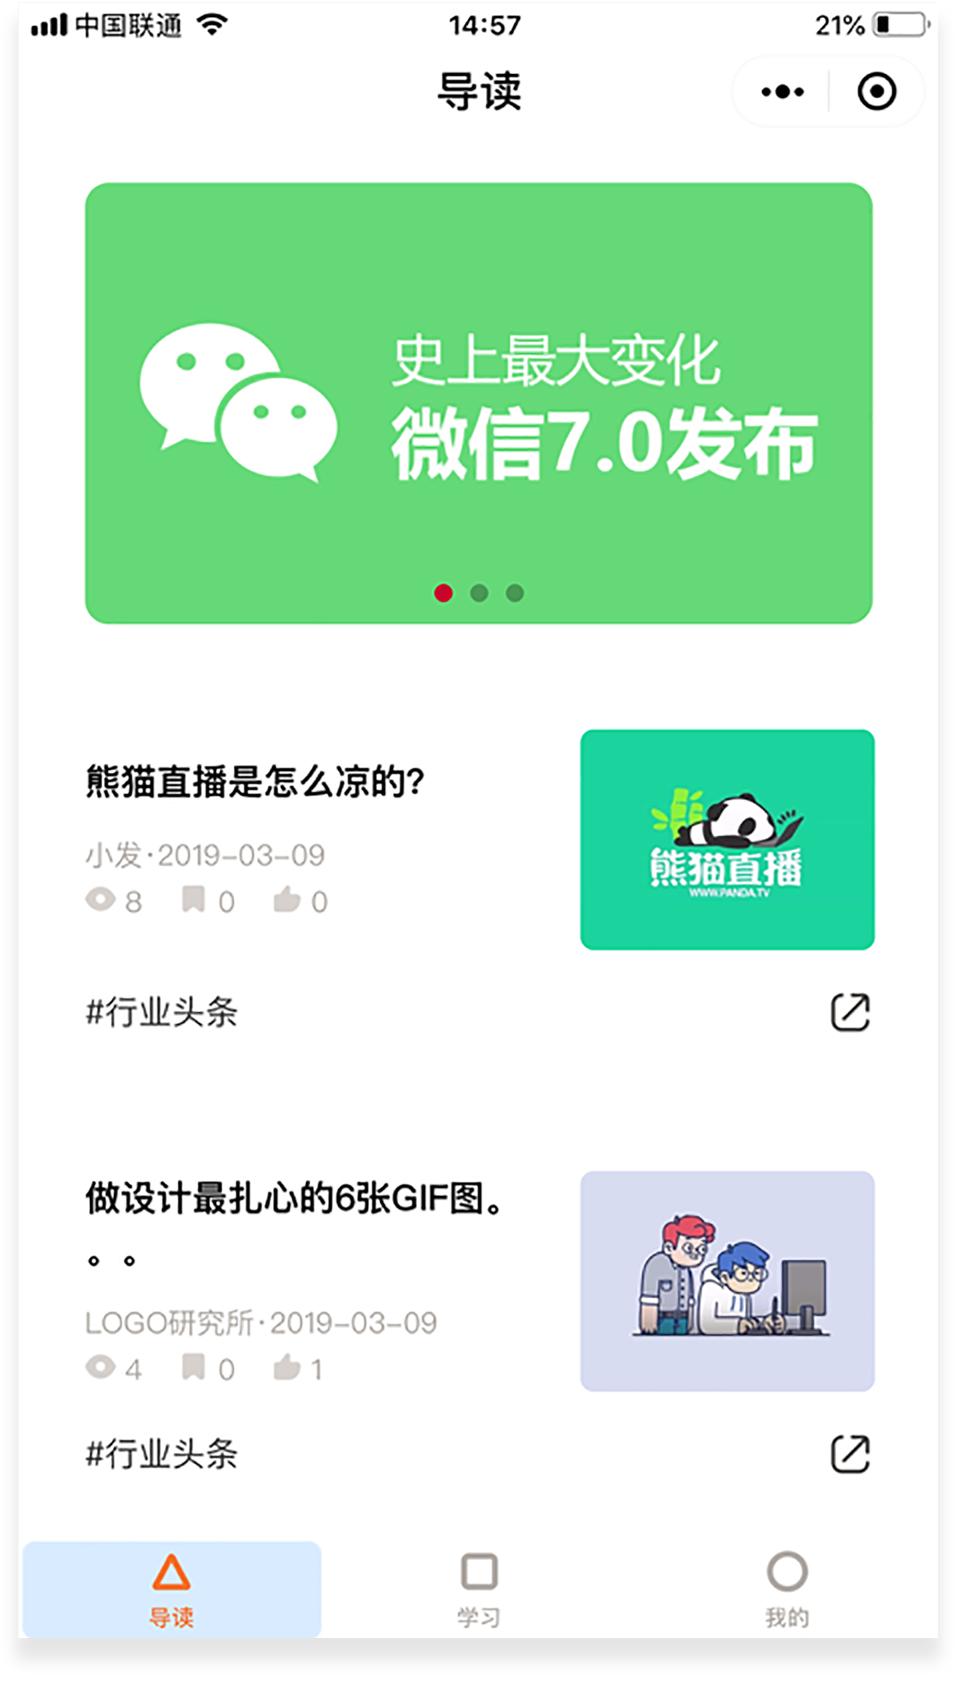 中国联通
14:57
21%
导读
史上最大变化
微信7.0发布
熊猫直播是怎么凉的?
小发·2019-03-09
8 0 0
熊猫直播
WWW.PANDA.TV
#行业头条
做设计最扎心的6张GIF图。
。。
LOGO研究所·2019-03-09
4 0 1
#行业头条
导读
学习
我的